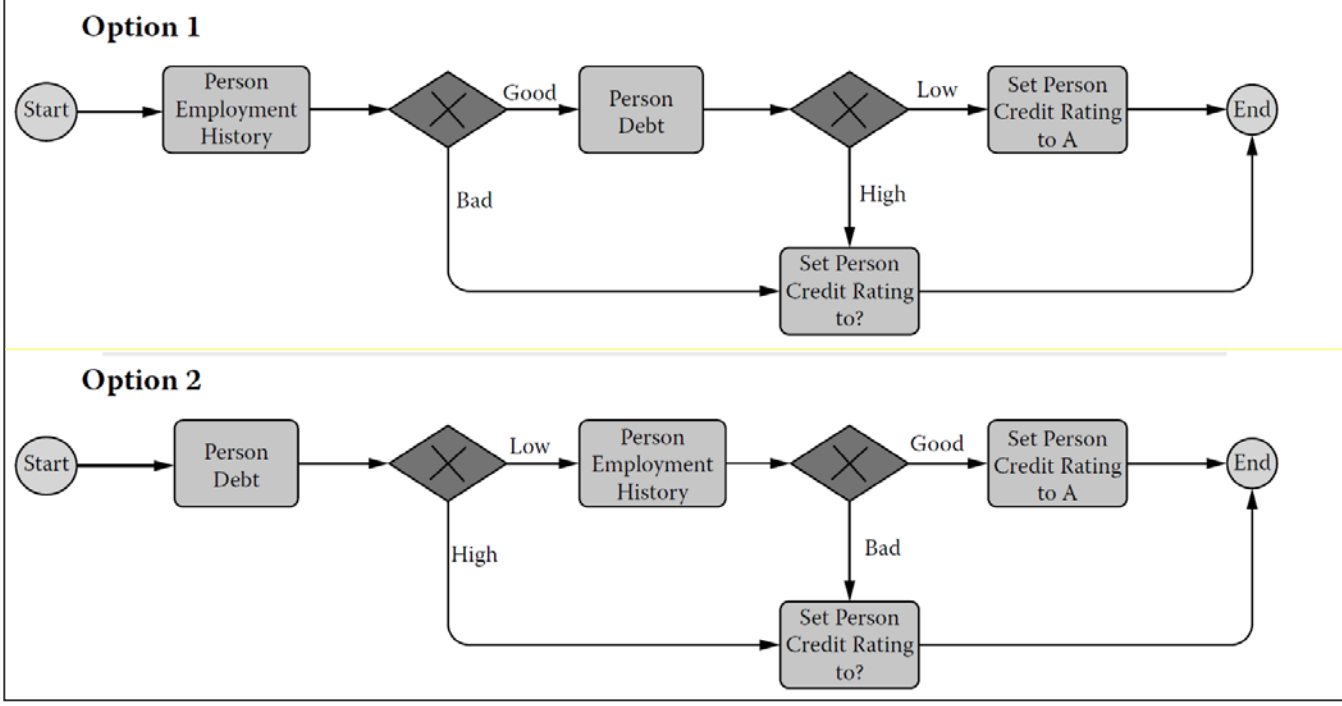 Option 1
Start
Person
Employment
History
Good
Person
Debt
Low
Set Person
Credit Rating
to A
End
Bad
High
Set Person
Credit Rating
to?
Option 2
Start
Person
Debt
Low
Person
Employment
History
Good
Set Person
Credit Rating
to A
End
High
Bad
Set Person
Credit Rating
to?